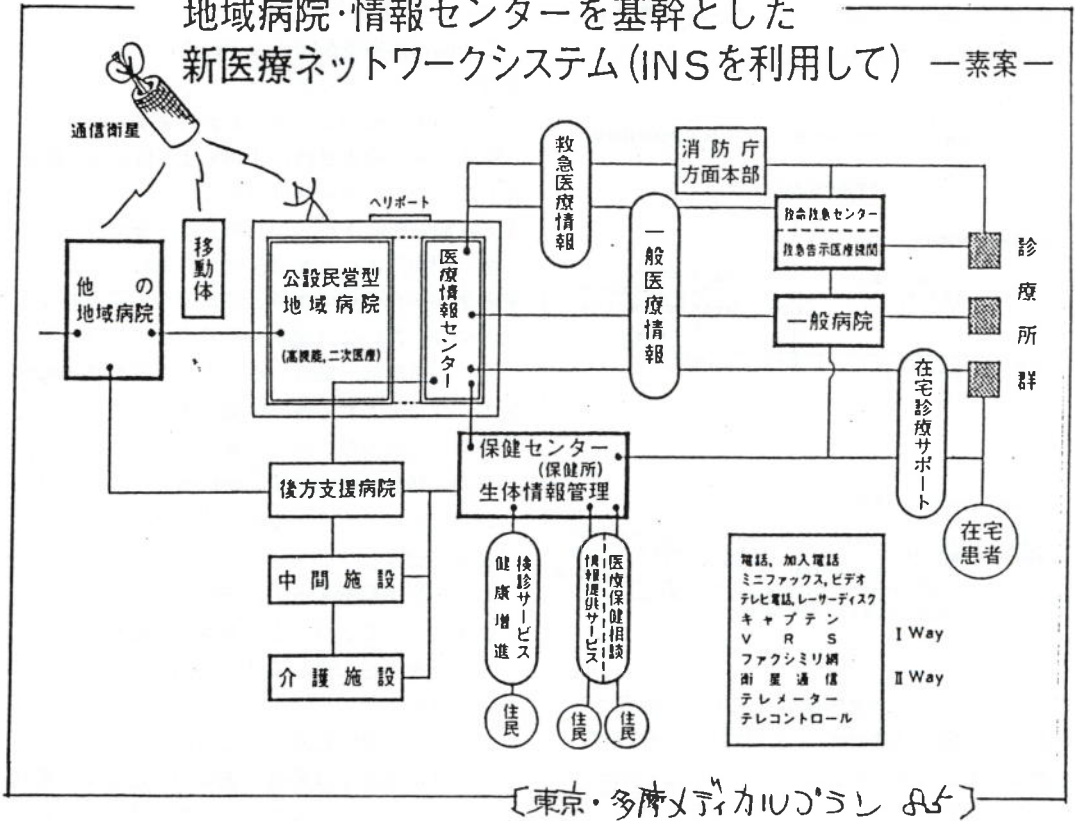 地域病院・情報センターを基幹とした
新医療ネットワークシステム(INSを利用して) ―素案―
通信衛星
ヘリポート
救急医療情報
消防庁
方面本部
移動体
他の
地域病院
公設民営型
地域病院
(高機能,二次医療)
医療情報センター
一般医療情報
救命救急センター
救急告示医療機関
一般病院
診療所群
在宅診療サポート
後方支援病院
保健センター
(保健所)
生体情報管理
在宅
患者
中間施設
介護施設
検診サービス
健康増進
医療保健相談
情報提供サービス
住民
住民
住民
電話, 加入電話
ミニファックス, ビデオ
テレビ電話, レーサーディスク
キャプテン
V R S
ファクシミリ網
衛星通信
テレメーター
テレコントロール
I Way
II Way
[東京・多摩メディカルプラン 85]